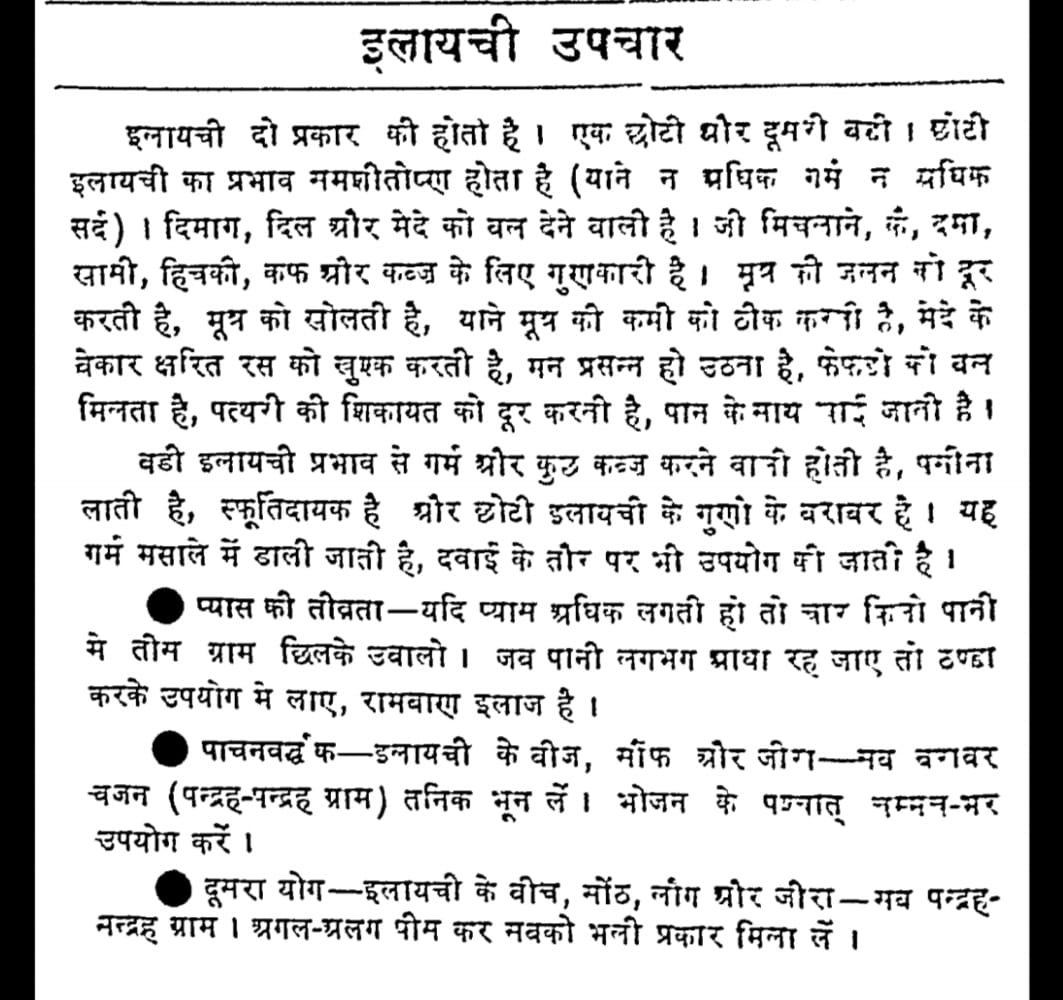 इलायची उपचार
इलायची दो प्रकार की होती है । एक छोटी और दूसरी बडी । छोटी
इलायची का प्रभाव समशीतोष्ण होता है (याने न अधिक गर्म न अधिक
सर्द) । दिमाग, दिल और मेदे को बल देने वाली है । जी मिचलाने, कै, दमा,
खासी, हिचकी, कफ और कब्ज के लिए गुणकारी है । मूत्र की जलन को दूर
करती है, मूत्र को खोलती है, याने मूत्र की कमी को ठीक करती है, मेदे के
बेकार क्षरित रस को खुश्क करती है, मन प्रसन्न हो उठता है, फेफडो को बल
मिलता है, पत्थरी की शिकायत को दूर करती है, पान के साथ खाई जाती है ।
बडी इलायची प्रभाव से गर्म और कुछ कब्ज करने वाली होती है, पसीना
लाती है, स्फूर्तिदायक है और छोटी इलायची के गुणो के बराबर है । यह
गर्म मसाले में डाली जाती है, दवाई के तौर पर भी उपयोग की जाती है ।
● प्यास की तीव्रता—यदि प्यास अधिक लगती हो तो चार किलो पानी
मे तीस ग्राम छिलके उबालो । जब पानी लगभग आधा रह जाए तो ठण्डा
करके उपयोग मे लाए, रामबाण इलाज है ।
● पाचनवर्द्धक—इलायची के बीज, सौंफ और जीरा—सब बराबर
वजन (पन्द्रह-पन्द्रह ग्राम) तनिक भून लें । भोजन के पश्चात् चम्मच-भर
उपयोग करें ।
● दूसरा योग—इलायची के बीच, सोंठ, लौंग और जीरा—सब पन्द्रह-
पन्द्रह ग्राम । अलग-अलग पीस कर सबको भली प्रकार मिला लें ।